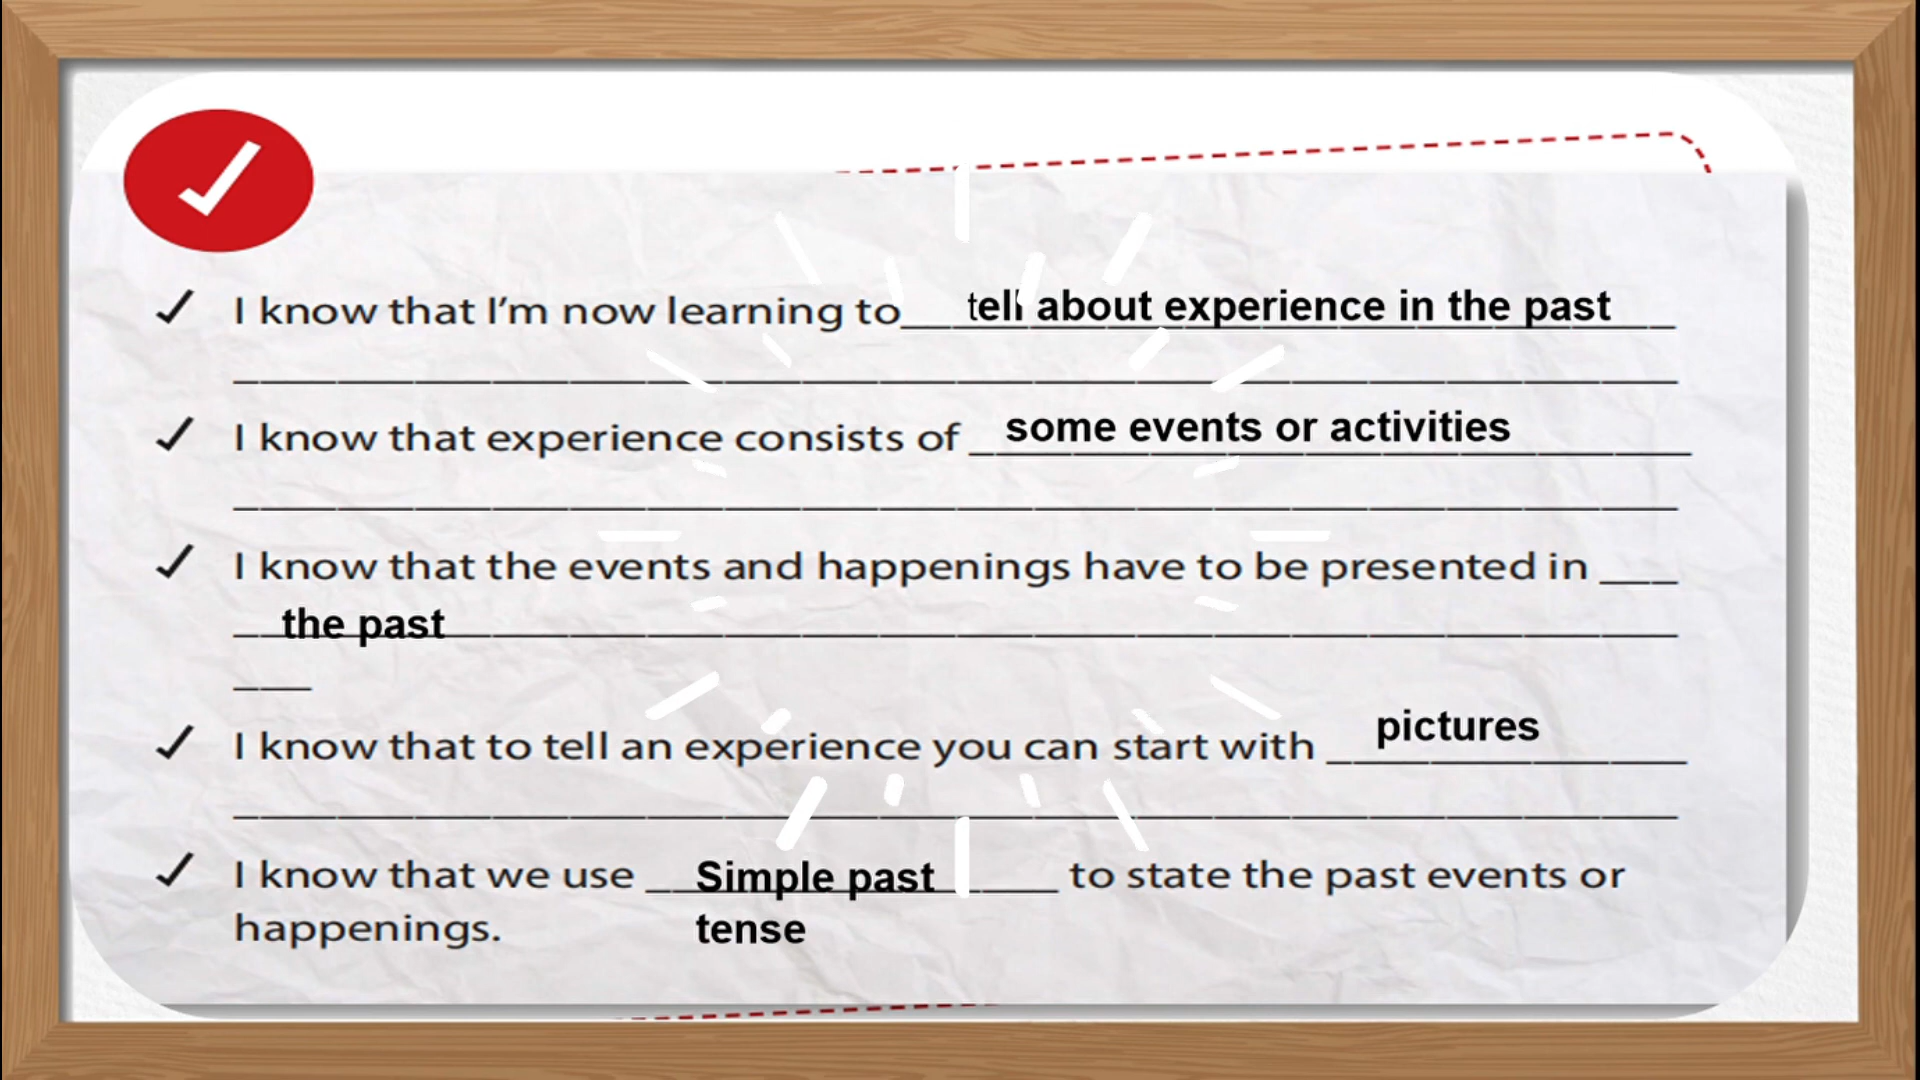 I know that I'm now learning to tell about experience in the past
I know that experience consists of some events or activities
I know that the events and happenings have to be presented in
the past
I know that to tell an experience you can start with pictures
I know that we use Simple past to state the past events or
happenings. tense